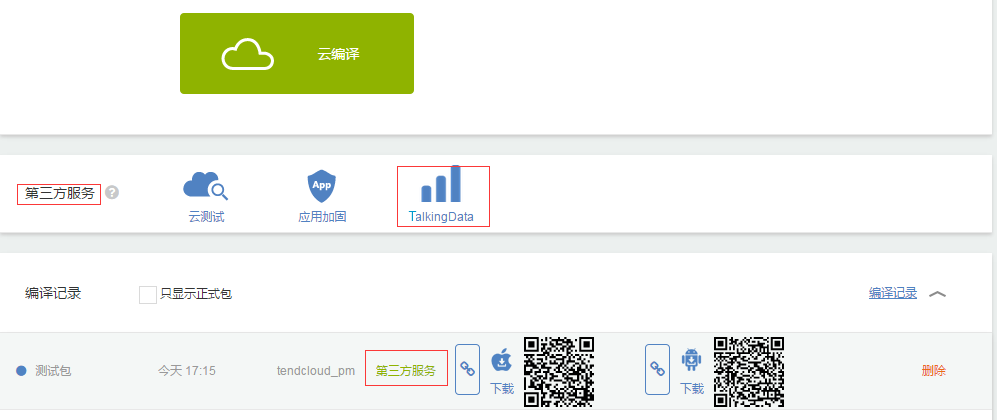 云编译
第三方服务 ?
云测试
App
应用加固
TalkingData
编译记录 只显示正式包 编译记录
测试包 今天 17:15 tendcloud_pm 第三方服务 下载 下载 删除